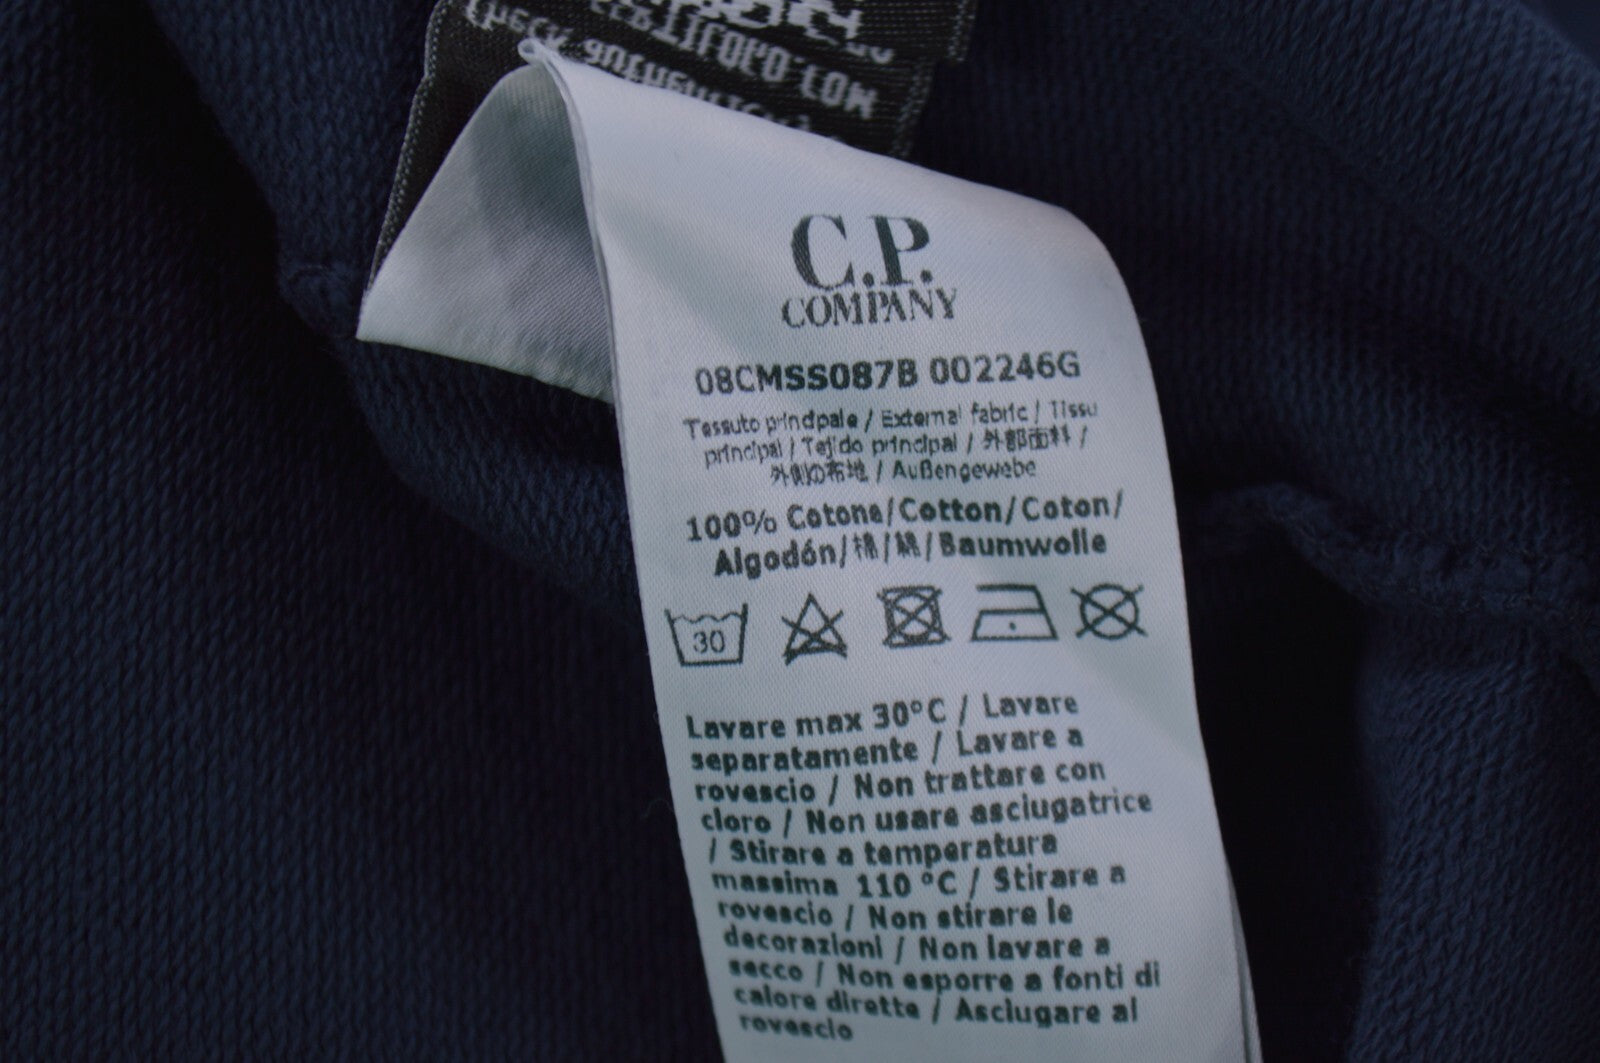 CERTILOGO.COM
C.P.
COMPANY
08CMSS087B 002246G
Tessuto principale / External fabric / Tissu
principal / Tejido principal / 外部面料 /
外側の布地 / Außengewebe
100% Cotone/Cotton/Coton/
Algodón/棉/綿/Baumwolle
30
Lavare max 30°C / Lavare
separatamente / Lavare a
rovescio / Non trattare con
cloro / Non usare asciugatrice
/ Stirare a temperatura
massima 110 °C / Stirare a
rovescio / Non stirare le
decorazioni / Non lavare a
secco / Non esporre a fonti di
calore dirette / Asciugare al
rovescio